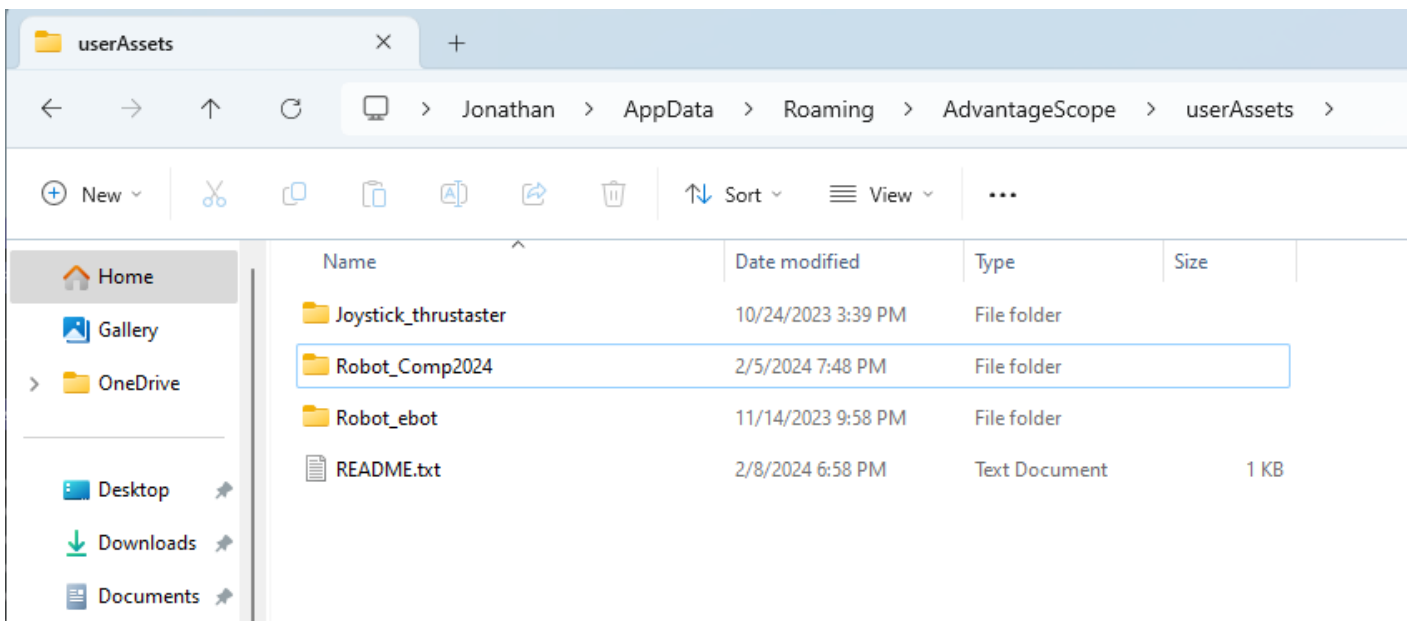 userAssets
Jonathan > AppData > Roaming > AdvantageScope > userAssets >
New Sort View
Name Date modified Type Size
Home
Joystick_thrustaster 10/24/2023 3:39 PM File folder
Gallery
Robot_Comp2024 2/5/2024 7:48 PM File folder
OneDrive
Robot_ebot 11/14/2023 9:58 PM File folder
README.txt 2/8/2024 6:58 PM Text Document 1 KB
Desktop
Downloads
Documents